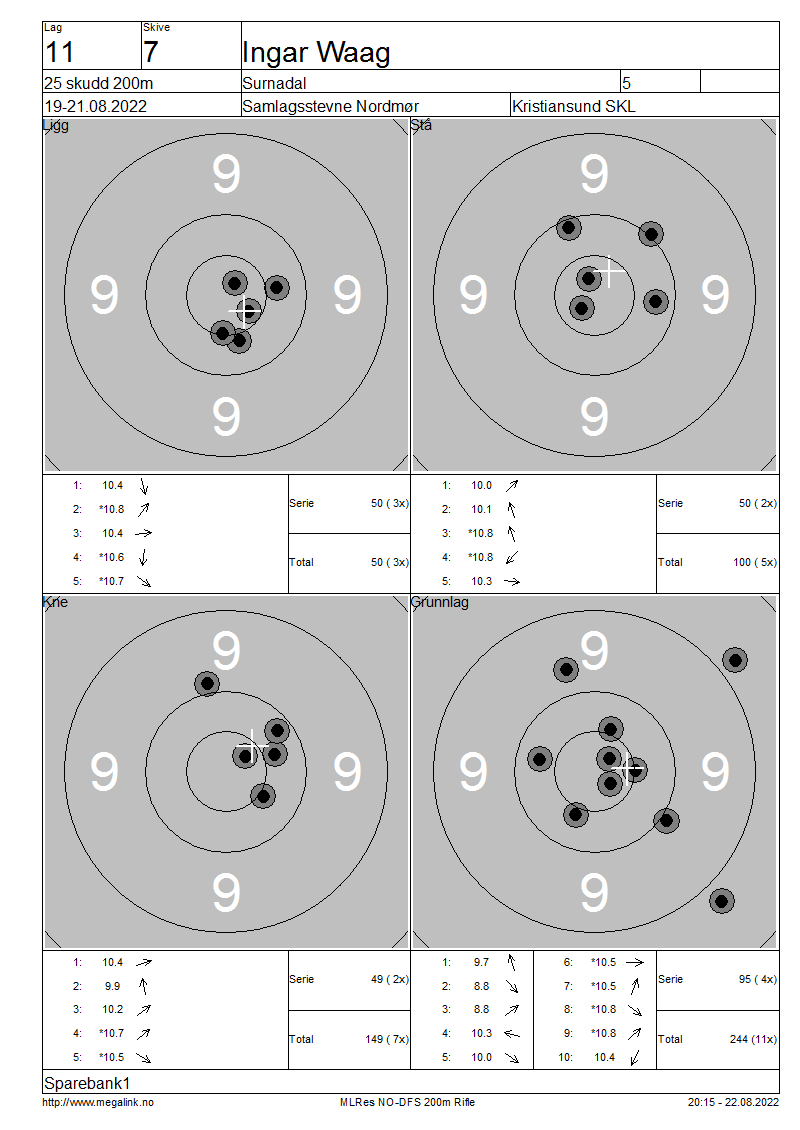 Lag Skive
11 7 Ingar Waag
25 skudd 200m Surnadal 5
19-21.08.2022 Samlagsstevne Nordmør Kristiansund SKL
Ligg
9
9 9
9
Stå
9
9 9
9
1: 10.4
2: *10.8
3: 10.4
4: *10.6
5: *10.7
Serie 50 ( 3x)
Total 50 ( 3x)
1: 10.0
2: 10.1
3: *10.8
4: *10.8
5: 10.3
Serie 50 ( 2x)
Total 100 ( 5x)
Kne
9
9 9
9
Grunnlag
9
9 9
9
1: 10.4
2: 9.9
3: 10.2
4: *10.7
5: *10.5
Serie 49 ( 2x)
Total 149 ( 7x)
1: 9.7
2: 8.8
3: 8.8
4: 10.3
5: 10.0
6: *10.5
7: *10.5
8: *10.8
9: *10.8
10: 10.4
Serie 95 ( 4x)
Total 244 (11x)
Sparebank1
http://www.megalink.no MLRes NO-DFS 200m Rifle 20:15 - 22.08.2022